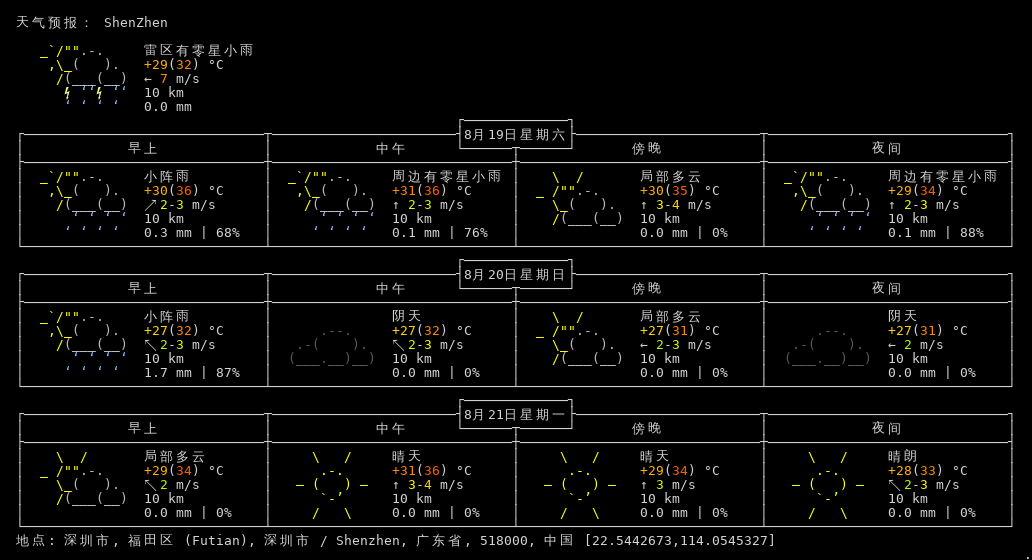 天气预报： ShenZhen
雷区有零星小雨
+29(32) °C
← 7 m/s
10 km
0.0 mm
8月19日星期六
早上 中午 傍晚 夜间
小阵雨 周边有零星小雨 局部多云 周边有零星小雨
+30(36) °C +31(36) °C +30(35) °C +29(34) °C
↗ 2-3 m/s ↑ 2-3 m/s ↑ 3-4 m/s ↑ 2-3 m/s
10 km 10 km 10 km 10 km
0.3 mm | 68% 0.1 mm | 76% 0.0 mm | 0% 0.1 mm | 88%
8月20日星期日
早上 中午 傍晚 夜间
小阵雨 阴天 局部多云 阴天
+27(32) °C +27(32) °C +27(31) °C +27(31) °C
↖ 2-3 m/s ↖ 2-3 m/s ← 2-3 m/s ← 2 m/s
10 km 10 km 10 km 10 km
1.7 mm | 87% 0.0 mm | 0% 0.0 mm | 0% 0.0 mm | 0%
8月21日星期一
早上 中午 傍晚 夜间
局部多云 晴天 晴天 晴朗
+29(34) °C +31(36) °C +29(34) °C +28(33) °C
↖ 2 m/s ↑ 3-4 m/s ↑ 3 m/s ↖ 2-3 m/s
10 km 10 km 10 km 10 km
0.0 mm | 0% 0.0 mm | 0% 0.0 mm | 0% 0.0 mm | 0%
地点: 深圳市, 福田区 (Futian), 深圳市 / Shenzhen, 广东省, 518000, 中国 [22.5442673,114.0545327]